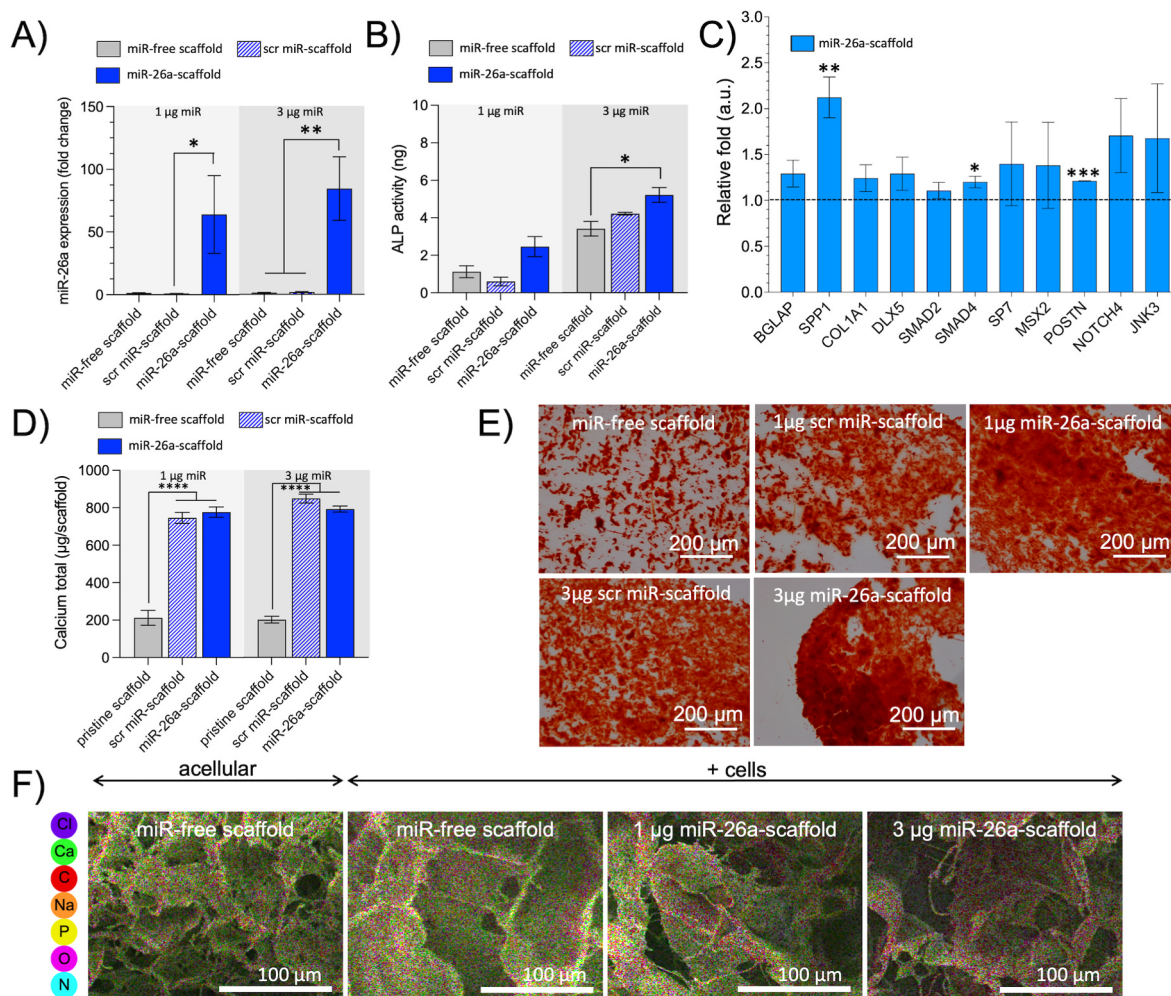 A)
miR-free scaffold scr miR-scaffold
miR-26a-scaffold
miR-26a expression (fold change)
150
100
75
50
25
0
1 µg miR 3 µg miR
*
**
miR-free scaffold
scr miR-scaffold
miR-26a-scaffold
miR-free scaffold
scr miR-scaffold
miR-26a-scaffold
B)
miR-free scaffold scr miR-scaffold
miR-26a-scaffold
ALP activity (ng)
10
8
6
4
2
0
1 µg miR 3 µg miR
*
miR-free scaffold
scr miR-scaffold
miR-26a-scaffold
miR-free scaffold
scr miR-scaffold
miR-26a-scaffold
C)
miR-26a-scaffold
Relative fold (a.u.)
3.0
2.5
2.0
1.5
1.0
0.5
0.0
**
*
***
BGLAP
SPP1
COL1A1
DLX5
SMAD2
SMAD4
SP7
MSX2
POSTN
NOTCH4
JNK3
D)
miR-free scaffold scr miR-scaffold
miR-26a-scaffold
Calcium total (µg/scaffold)
1000
800
600
400
200
0
1 µg miR 3 µg miR
****
****
pristine scaffold
scr miR-scaffold
miR-26a-scaffold
pristine scaffold
scr miR-scaffold
miR-26a-scaffold
E)
miR-free scaffold
200 µm
1µg scr miR-scaffold
200 µm
1µg miR-26a-scaffold
200 µm
3µg scr miR-scaffold
200 µm
3µg miR-26a-scaffold
200 µm
F)
acellular
+ cells
Cl
Ca
C
Na
P
O
N
miR-free scaffold
100 µm
miR-free scaffold
100 µm
1 µg miR-26a-scaffold
100 µm
3 µg miR-26a-scaffold
100 µm